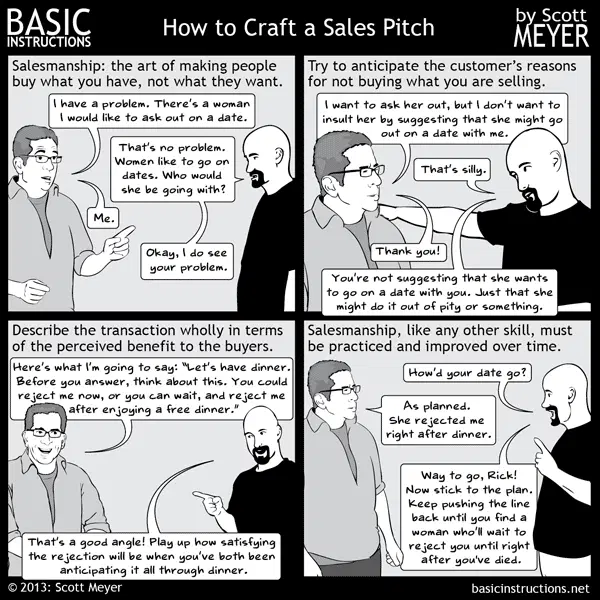 BASIC
INSTRUCTIONS
How to Craft a Sales Pitch
by Scott
MEYER
Salesmanship: the art of making people
buy what you have, not what they want.
I have a problem. There's a woman
I would like to ask out on a date.
That's no problem.
Women like to go on
dates. Who would
she be going with?
Me.
Okay, I do see
your problem.
Try to anticipate the customer's reasons
for not buying what you are selling.
I want to ask her out, but I don't want to
insult her by suggesting that she might go
out on a date with me.
That's silly.
Thank you!
You're not suggesting that she wants
to go on a date with you. Just that she
might do it out of pity or something.
Describe the transaction wholly in terms
of the perceived benefit to the buyers.
Here's what I'm going to say: "Let's have dinner.
Before you answer, think about this. You could
reject me now, or you can wait, and reject me
after enjoying a free dinner."
That's a good angle! Play up how satisfying
the rejection will be when you've both been
anticipating it all through dinner.
Salesmanship, like any other skill, must
be practiced and improved over time.
How'd your date go?
As planned.
She rejected me
right after dinner.
Way to go, Rick!
Now stick to the plan.
Keep pushing the line
back until you find a
woman who'll wait to
reject you until right
after you've died.
© 2013: Scott Meyer
basicinstructions.net